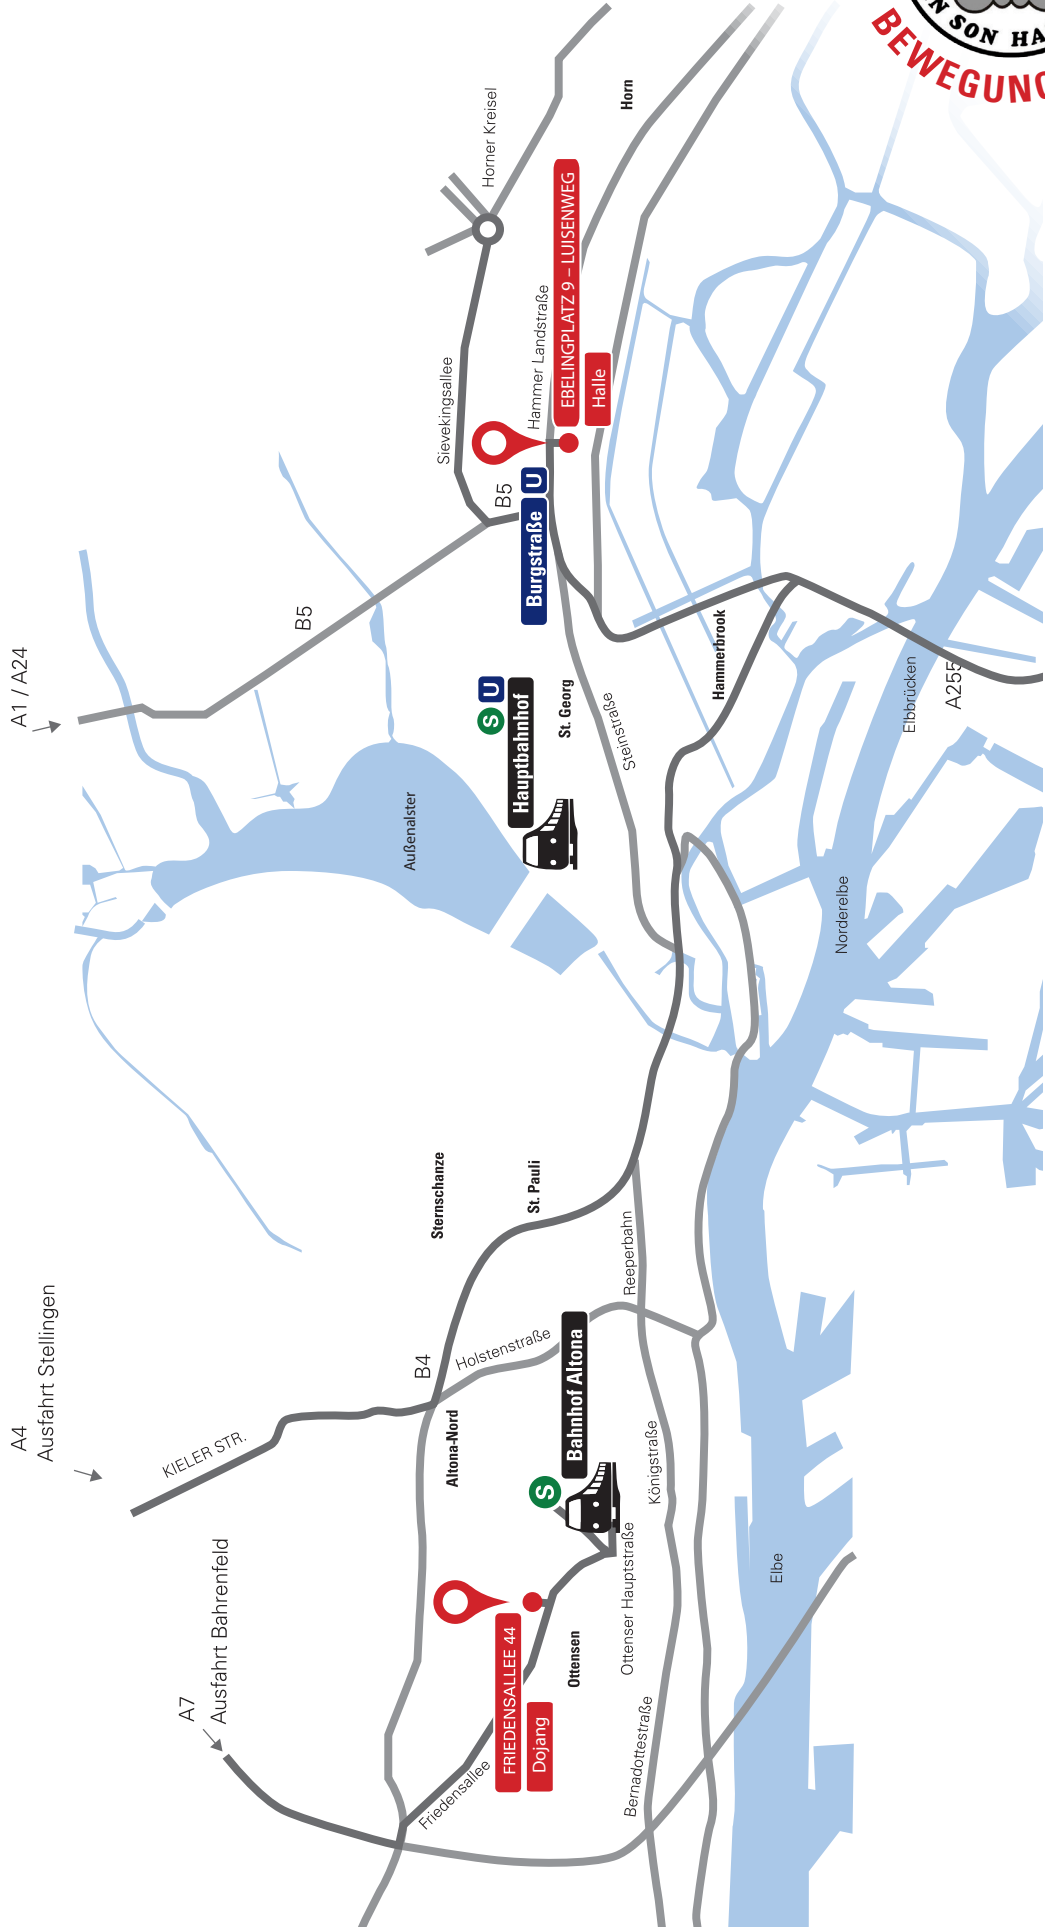 A4
Ausfahrt Stellingen
A1 / A24
A7
Ausfahrt Bahrenfeld
KIELER STR.
B5
Sievekingsallee
Horner Kreisel
B4
Sternschanze
Außenalster
Altona-Nord
Holstenstraße
B5
Friedensallee
FRIEDENSALLEE 44
Dojang
S
Bahnhof Altona
St. Pauli
S
U
Hauptbahnhof
St. Georg
Burgstraße
U
Hammer Landstraße
EBELINGPLATZ 9 – LUISENWEG
Halle
Horn
Ottensen
Ottenser Hauptstraße
Bernadottestraße
Königstraße
Reeperbahn
Steinstraße
Hammerbrook
Elbe
Norderelbe
Elbbrücken
A255
SON HA
BEWEGUNG